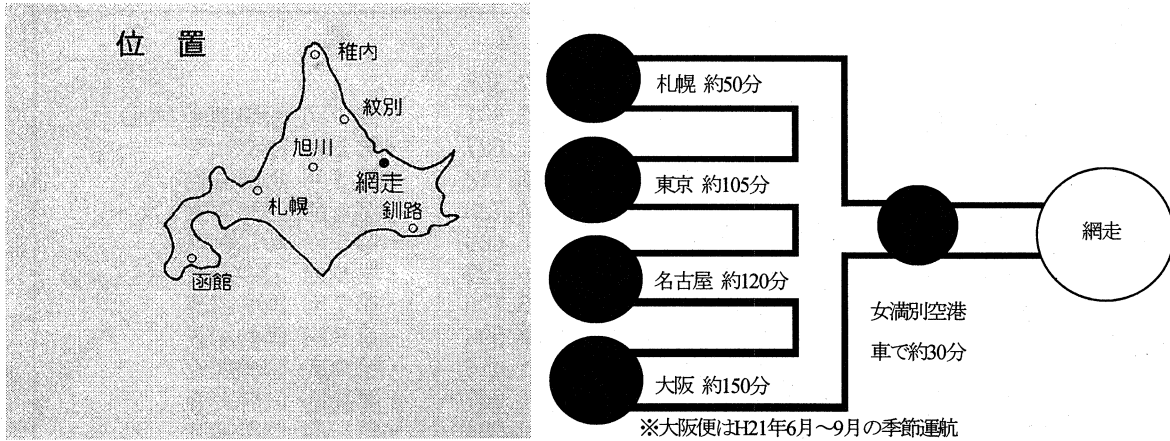 位 置
稚内
紋別
旭川
網走
札幌
釧路
函館
札幌 約50分
東京 約105分
名古屋 約120分
大阪 約150分
網走
女満別空港
車で約30分
※大阪便はH21年6月～9月の季節運航